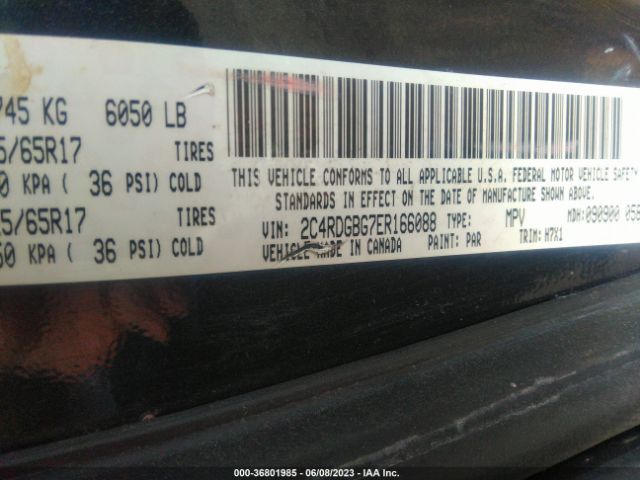 745 KG 6050 LB
5/65R17 TIRES
0 KPA ( 36 PSI) COLD
5/65R17 TIRES
50 KPA ( 36 PSI) COLD
THIS VEHICLE CONFORMS TO ALL APPLICABLE U.S.A. FEDERAL MOTOR VEHICLE SAFETY
STANDARDS IN EFFECT ON THE DATE OF MANUFACTURE SHOWN ABOVE.
VIN: 2C4RDGBG7ER166088 TYPE: MPV MDH:090900 058
VEHICLE MADE IN CANADA PAINT: PAR TRIM: H7X1
000-36801985 - 06/08/2023 - IAA Inc.